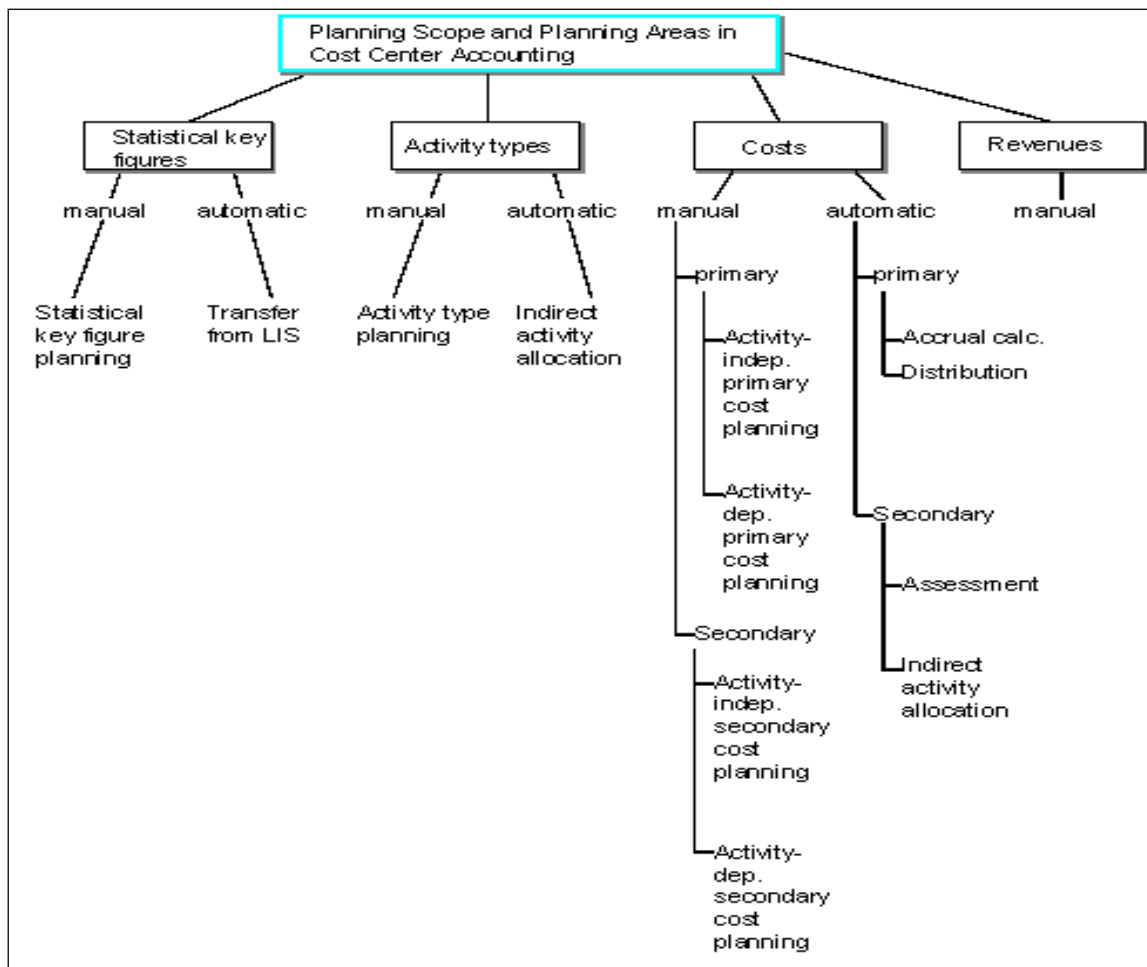 Planning Scope and Planning Areas in
Cost Center Accounting
Statistical key
figures
Activity types
Costs
Revenues
manual
automatic
manual
automatic
manual
automatic
manual
Statistical
key figure
planning
Transfer
from LIS
Activity type
planning
Indirect
activity
allocation
primary
Activity-
indep.
primary
cost
planning
Activity-
dep.
primary
cost
planning
Secondary
Activity-
indep.
secondary
cost
planning
Activity-
dep.
secondary
cost
planning
primary
Accrual calc.
Distribution
Secondary
Assessment
Indirect
activity
allocation